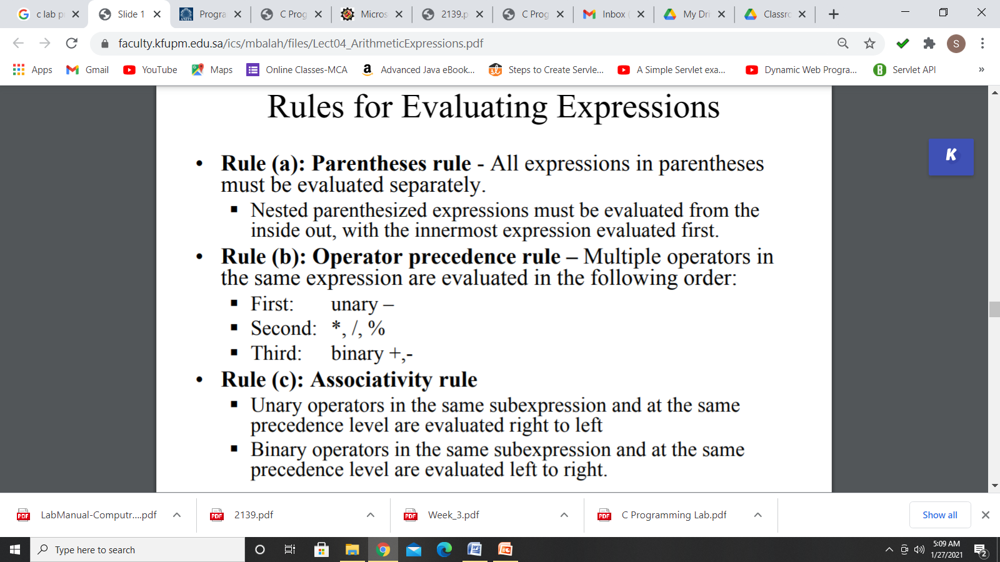 c lab p
Slide 1
Progra
C Prog
Micros
2139.p
C Prog
Inbox
My Dri
Classro
faculty.kfupm.edu.sa/ics/mbalah/files/Lect04_ArithmeticExpressions.pdf
S
Apps
Gmail
YouTube
Maps
Online Classes-MCA
Advanced Java eBook...
Steps to Create Servle...
A Simple Servlet exa...
Dynamic Web Progra...
Servlet API
»
Rules for Evaluating Expressions
• Rule (a): Parentheses rule - All expressions in parentheses
must be evaluated separately.
▪ Nested parenthesized expressions must be evaluated from the
inside out, with the innermost expression evaluated first.
• Rule (b): Operator precedence rule – Multiple operators in
the same expression are evaluated in the following order:
▪ First: unary –
▪ Second: *, /, %
▪ Third: binary +,-
• Rule (c): Associativity rule
▪ Unary operators in the same subexpression and at the same
precedence level are evaluated right to left
▪ Binary operators in the same subexpression and at the same
precedence level are evaluated left to right.
K
LabManual-Computr....pdf
2139.pdf
Week_3.pdf
C Programming Lab.pdf
Show all
Type here to search
5:09 AM
1/27/2021
2